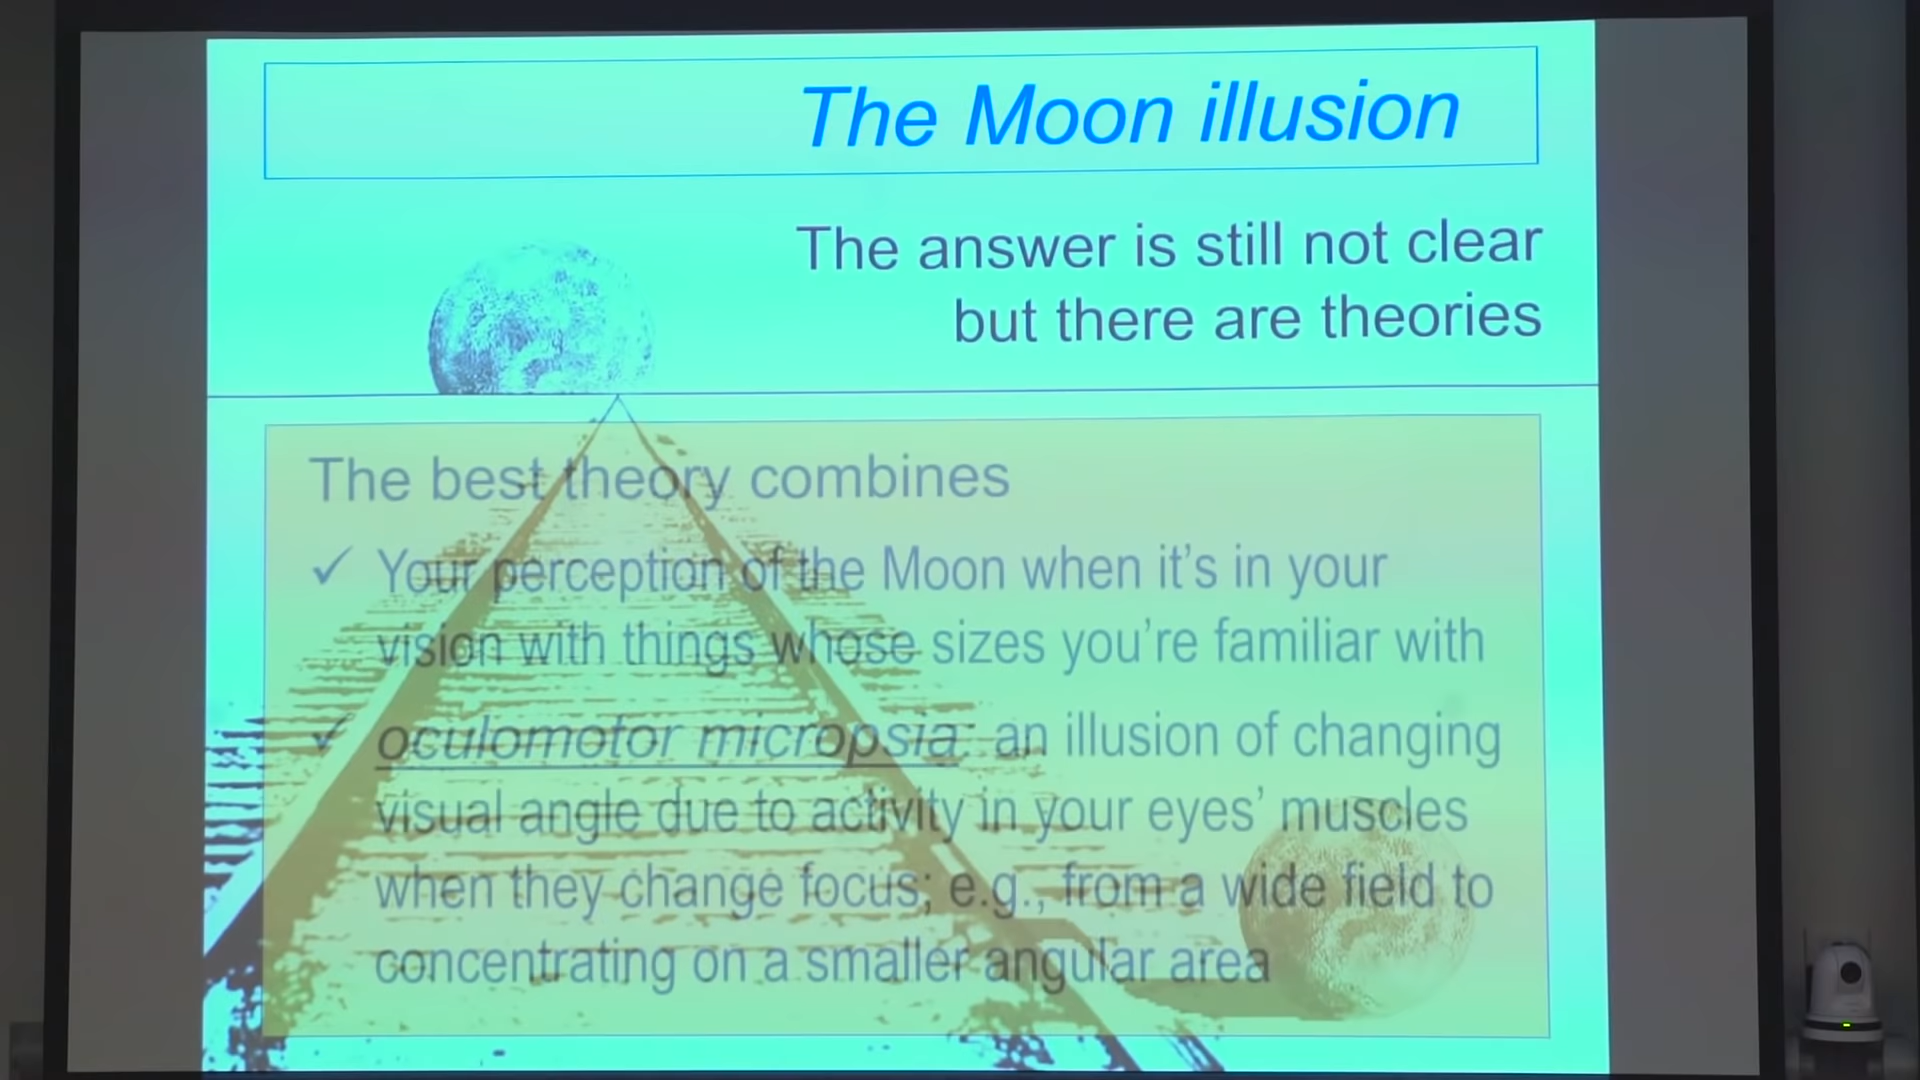 The Moon illusion
The answer is still not clear
but there are theories
The best theory combines
✓ Your perception of the Moon when it's in your
vision with things whose sizes you're familiar with
✓ oculomotor micropsia: an illusion of changing
visual angle due to activity in your eyes' muscles
when they change focus; e.g., from a wide field to
concentrating on a smaller angular area